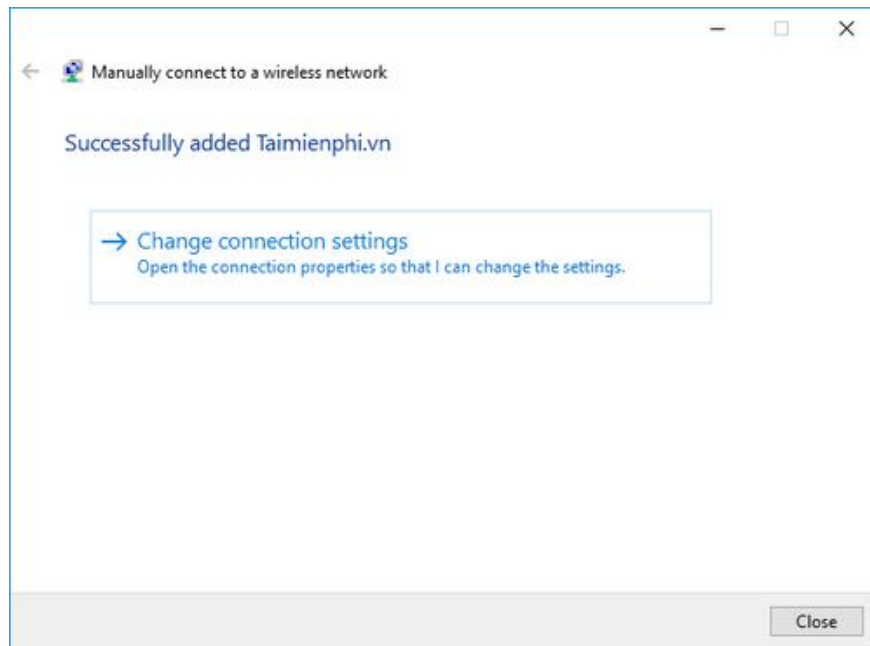 Manually connect to a wireless network
Successfully added Taimienphi.vn
Change connection settings
Open the connection properties so that I can change the settings.
Close